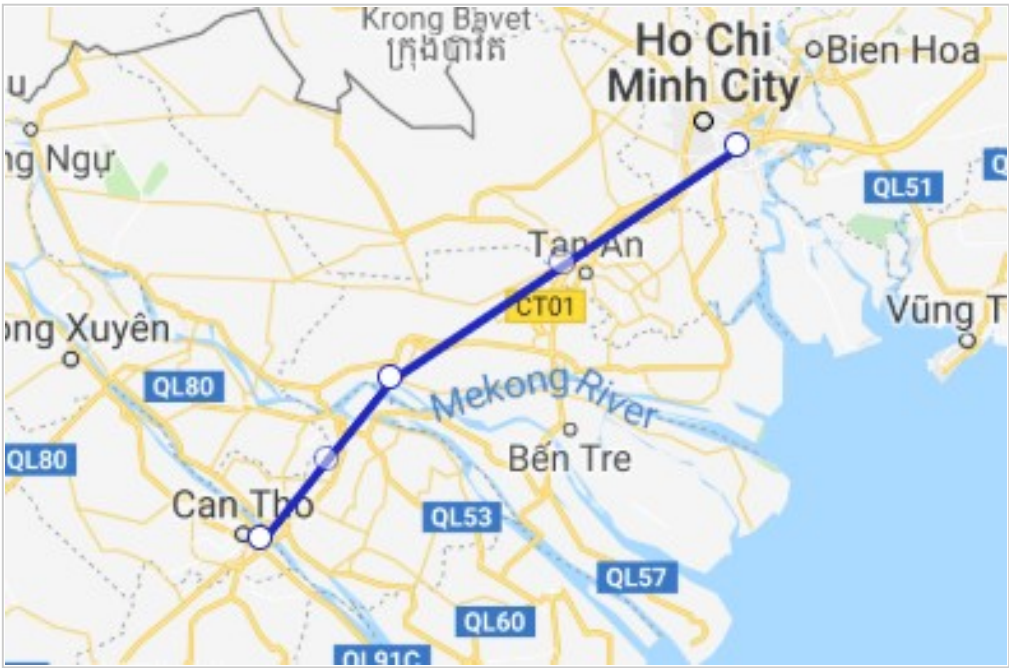 Krong Bavet
ក្រុងបាវិត
Ho Chi
Minh City
Bien Hoa
u
ng Ngự
QL51
Q
Tan An
CT01
Vũng T
ong Xuyên
QL80
Mekong River
QL80
Bến Tre
Can Tho
QL53
QL57
QL60
QL91C